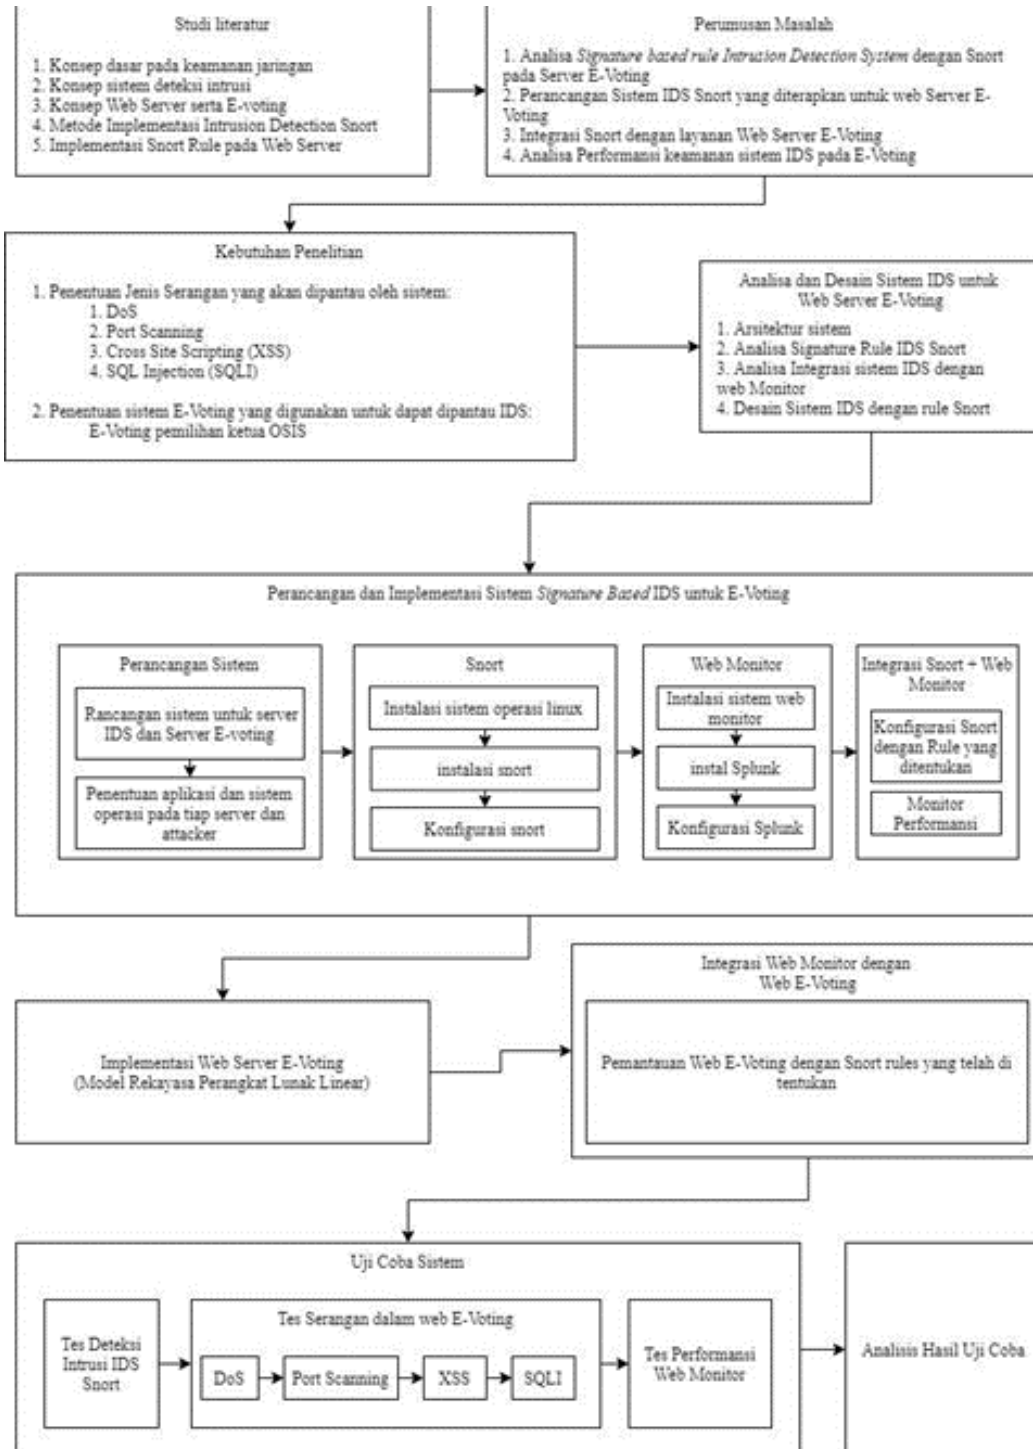 Studi literatur
1. Konsep dasar pada keamanan jaringan
2. Konsep sistem deteksi intrusi
3. Konsep Web Server serta E-voting
4. Metode Implementasi Intrusion Detection Snort
5. Implementasi Snort Rule pada Web Server
Perumusan Masalah
1. Analisa Signature based rule Intrusion Detection System dengan Snort
pada Server E-Voting
2. Perancangan Sistem IDS Snort yang diterapkan untuk web Server E-
Voting
3. Integrasi Snort dengan layanan Web Server E-Voting
4. Analisa Performansi keamanan sistem IDS pada E-Voting
Kebutuhan Penelitian
1. Penentuan Jenis Serangan yang akan dipantau oleh sistem:
1. DoS
2. Port Scanning
3. Cross Site Scripting (XSS)
4. SQL Injection (SQLI)
2. Penentuan sistem E-Voting yang digunakan untuk dapat dipantau IDS:
E-Voting pemilihan ketua OSIS
Analisa dan Desain Sistem IDS untuk
Web Server E-Voting
1. Arsitektur sistem
2. Analisa Signature Rule IDS Snort
3. Analisa Integrasi sistem IDS dengan
web Monitor
4. Desain Sistem IDS dengan rule Snort
Perancangan dan Implementasi Sistem Signature Based IDS untuk E-Voting
Perancangan Sistem
Rancangan sistem untuk server
IDS dan Server E-voting
Penentuan aplikasi dan sistem
operasi pada tiap server dan
attacker
Snort
Instalasi sistem operasi linux
instalasi snort
Konfigurasi snort
Web Monitor
Instalasi sistem web
monitor
instal Splunk
Konfigurasi Splunk
Integrasi Snort + Web
Monitor
Konfigurasi Snort
dengan Rule yang
ditentukan
Monitor
Performansi
Implementasi Web Server E-Voting
(Model Rekayasa Perangkat Lunak Linear)
Integrasi Web Monitor dengan
Web E-Voting
Pemantauan Web E-Voting dengan Snort rules yang telah di
tentukan
Uji Coba Sistem
Tes Deteksi
Intrusi IDS
Snort
Tes Serangan dalam web E-Voting
DoS
Port Scanning
XSS
SQLI
Tes Performansi
Web Monitor
Analisis Hasil Uji Coba